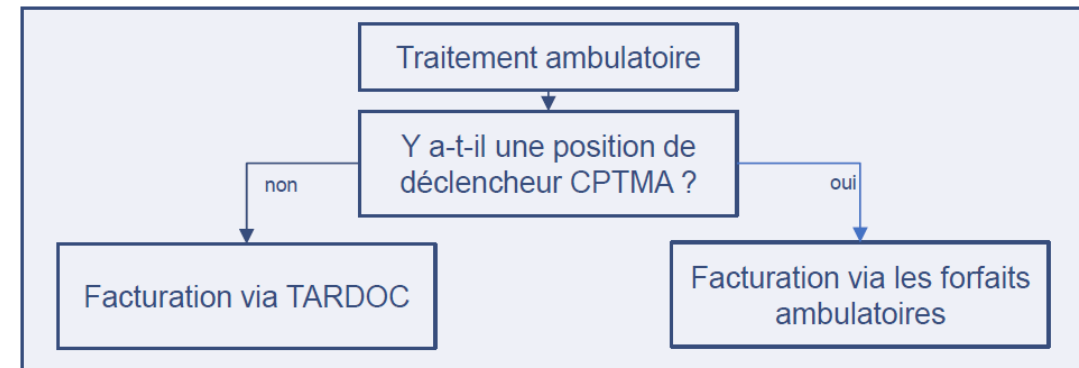 Traitement ambulatoire
Y a-t-il une position de
déclencheur CPTMA ?
non
oui
Facturation via TARDOC
Facturation via les forfaits
ambulatoires